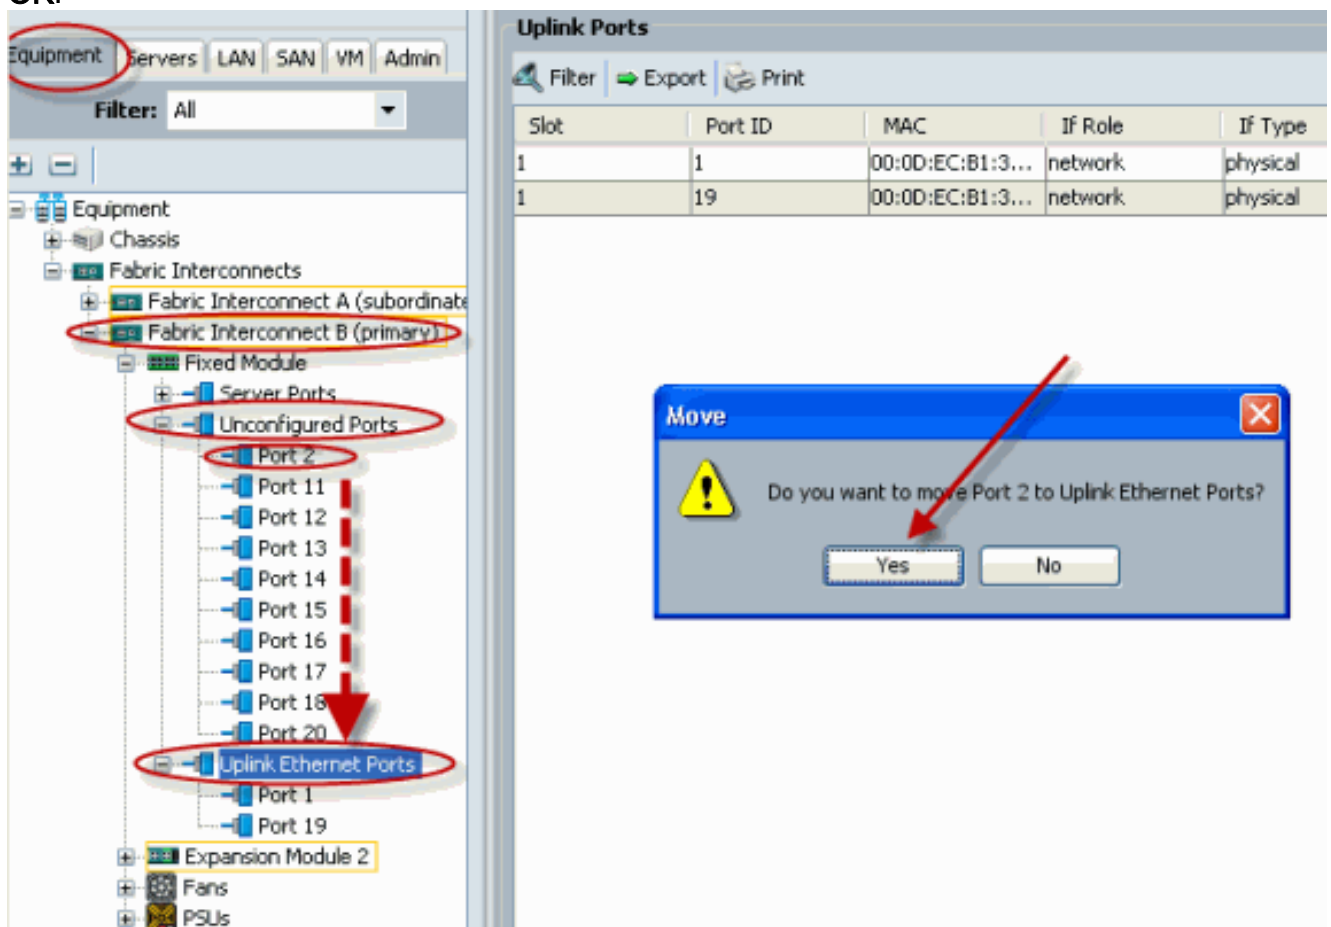 OK.
Equipment Servers LAN SAN VM Admin
Filter: All
Equipment
Chassis
Fabric Interconnects
Fabric Interconnect A (subordinate
Fabric Interconnect B (primary)
Fixed Module
Server Ports
Unconfigured Ports
Port 2
Port 11
Port 12
Port 13
Port 14
Port 15
Port 16
Port 17
Port 18
Port 20
Uplink Ethernet Ports
Port 1
Port 19
Expansion Module 2
Fans
PSUs
Uplink Ports
Filter Export Print
Slot Port ID MAC If Role If Type
1 1 00:0D:EC:B1:3... network physical
1 19 00:0D:EC:B1:3... network physical
Move
Do you want to move Port 2 to Uplink Ethernet Ports?
Yes No